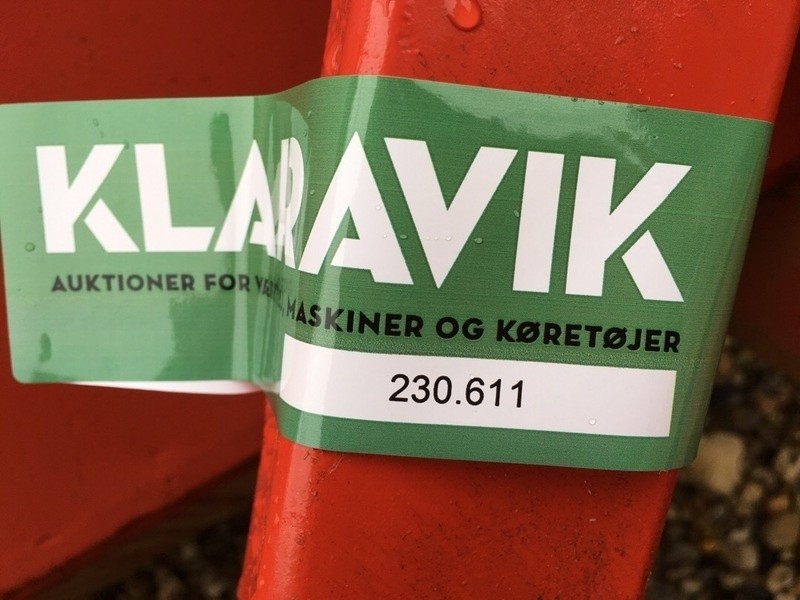 KLARAVIK
AUKTIONER FOR MASKINER OG KØRETØJER
230.611